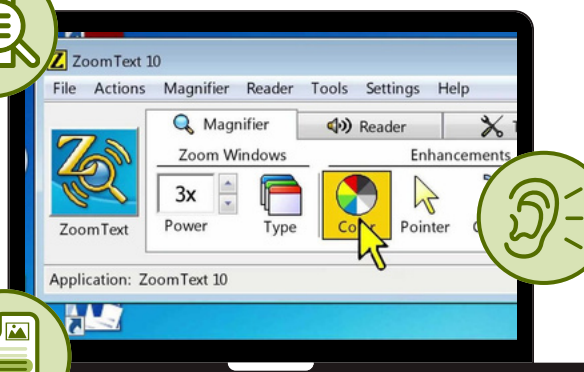 ZoomText 10
File Actions Magnifier Reader Tools Settings Help
Magnifier Reader
Zoom Windows Enhancements
3x
ZoomText Power Type Color Pointer
Application: ZoomText 10